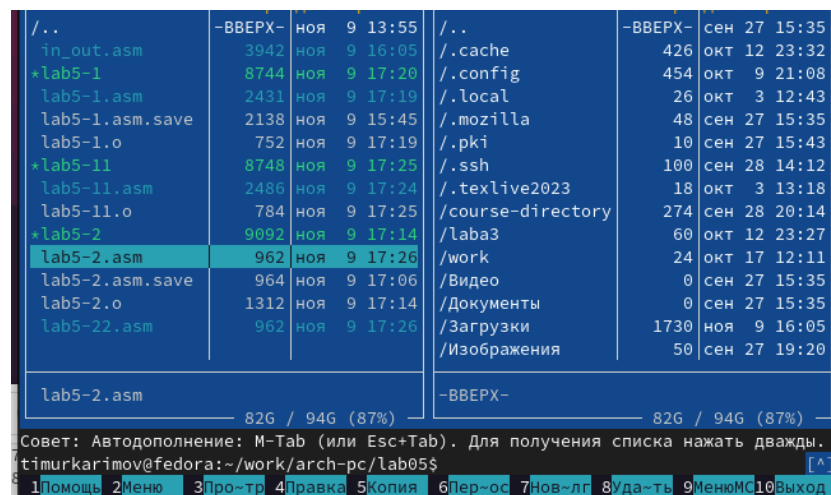 /.. -ВВЕРХ- ноя 9 13:55 /.. -ВВЕРХ- сен 27 15:35
in_out.asm 3942 ноя 9 16:05 /.cache 426 окт 12 23:32
*lab5-1 8744 ноя 9 17:20 /.config 454 окт 9 21:08
lab5-1.asm 2431 ноя 9 17:19 /.local 26 окт 3 12:43
lab5-1.asm.save 2138 ноя 9 15:45 /.mozilla 48 сен 27 15:35
lab5-1.o 752 ноя 9 17:19 /.pki 10 сен 27 15:43
*lab5-11 8748 ноя 9 17:25 /.ssh 100 сен 28 14:12
lab5-11.asm 2486 ноя 9 17:24 /.texlive2023 18 окт 3 13:18
lab5-11.o 784 ноя 9 17:25 /course-directory 274 сен 28 20:14
*lab5-2 9092 ноя 9 17:14 /laba3 60 окт 12 23:27
lab5-2.asm 962 ноя 9 17:26 /work 24 окт 17 12:11
lab5-2.asm.save 964 ноя 9 17:06 /Видео 0 сен 27 15:35
lab5-2.o 1312 ноя 9 17:14 /Документы 0 сен 27 15:35
lab5-22.asm 962 ноя 9 17:26 /Загрузки 1730 ноя 9 16:05
/Изображения 50 сен 27 19:20
lab5-2.asm -ВВЕРХ-
82G / 94G (87%) 82G / 94G (87%)
Совет: Автодополнение: M-Tab (или Esc+Tab). Для получения списка нажать дважды.
timurkarimov@fedora:~/work/arch-pc/lab05$ [^]
1Помощь 2Меню 3Про~тр 4Правка 5Копия 6Пер~ос 7Нов~лг 8Уда~ть 9МенюМС 10Выход